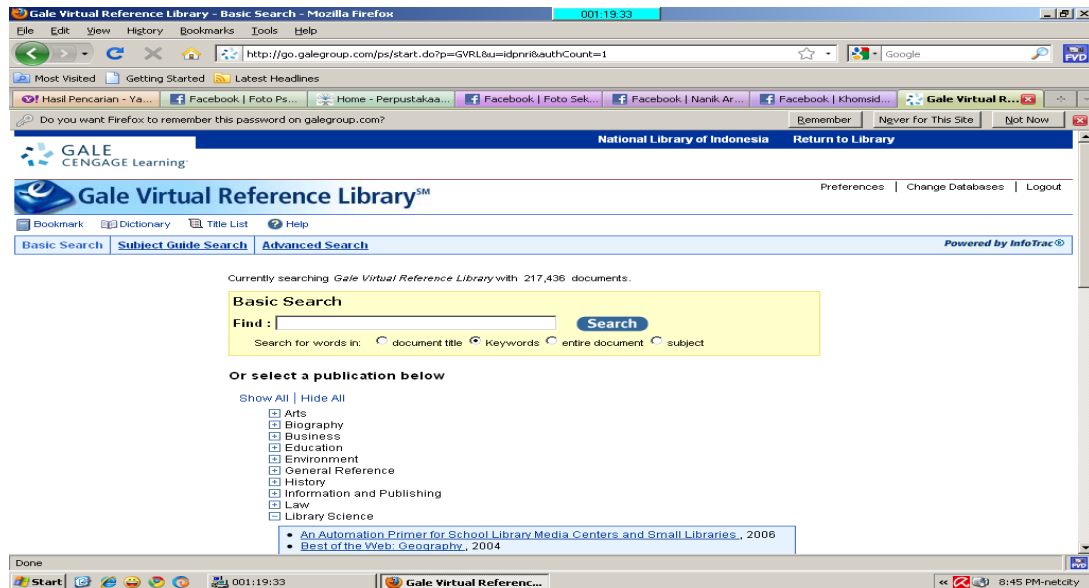 Gale Virtual Reference Library - Basic Search - Mozilla Firefox
001:19:33
File Edit View History Bookmarks Tools Help
http://go.galegroup.com/ps/start.do?p=GVRL&u=idpnri&authCount=1
Google
Most Visited Getting Started Latest Headlines
Hasil Pencarian - Ya... Facebook | Foto Ps... Home - Perpustakaa... Facebook | Foto Sek... Facebook | Nanik Ar... Facebook | Khomsid... Gale Virtual R...
Do you want Firefox to remember this password on galegroup.com? Remember Never for This Site Not Now
National Library of Indonesia Return to Library
GALE
CENGAGE Learning
Gale Virtual Reference Library SM
Preferences | Change Databases | Logout
Bookmark Dictionary Title List Help
Basic Search Subject Guide Search Advanced Search Powered by InfoTrac ®
Currently searching Gale Virtual Reference Library with 217,436 documents.
Basic Search
Find : Search
Search for words in: document title Keywords entire document subject
Or select a publication below
Show All | Hide All
Arts
Biography
Business
Education
Environment
General Reference
History
Information and Publishing
Law
Library Science
An Automation Primer for School Library Media Centers and Small Libraries , 2006
Best of the Web: Geography , 2004
Done
Start 001:19:33 Gale Virtual Referenc... 8:45 PM-netcity